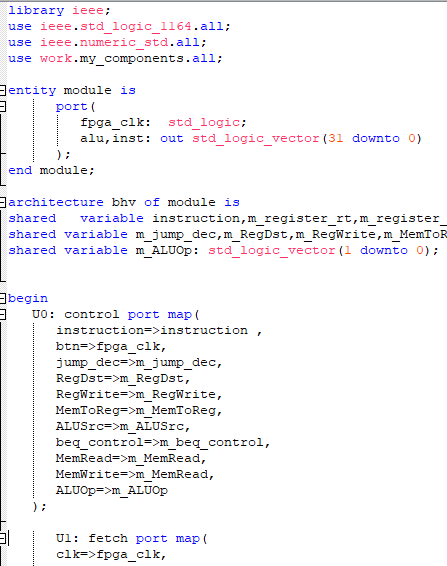 library ieee;
use ieee.std_logic_1164.all;
use ieee.numeric_std.all;
use work.my_components.all;
entity module is
port(
fpga_clk:  std_logic;
alu,inst: out std_logic_vector(31 downto 0)
);
end module;
architecture bhv of module is
shared   variable instruction,m_register_rt,m_register_
shared variable m_jump_dec,m_RegDst,m_RegWrite,m_MemToR
shared variable m_ALUOp: std_logic_vector(1 downto 0);
begin
U0: control port map(
instruction=>instruction ,
btn=>fpga_clk,
jump_dec=>m_jump_dec,
RegDst=>m_RegDst,
RegWrite=>m_RegWrite,
MemToReg=>m_MemToReg,
ALUSrc=>m_ALUSrc,
beq_control=>m_beq_control,
MemRead=>m_MemRead,
MemWrite=>m_MemRead,
ALUOp=>m_ALUOp
);
U1: fetch port map(
clk=>fpga_clk,